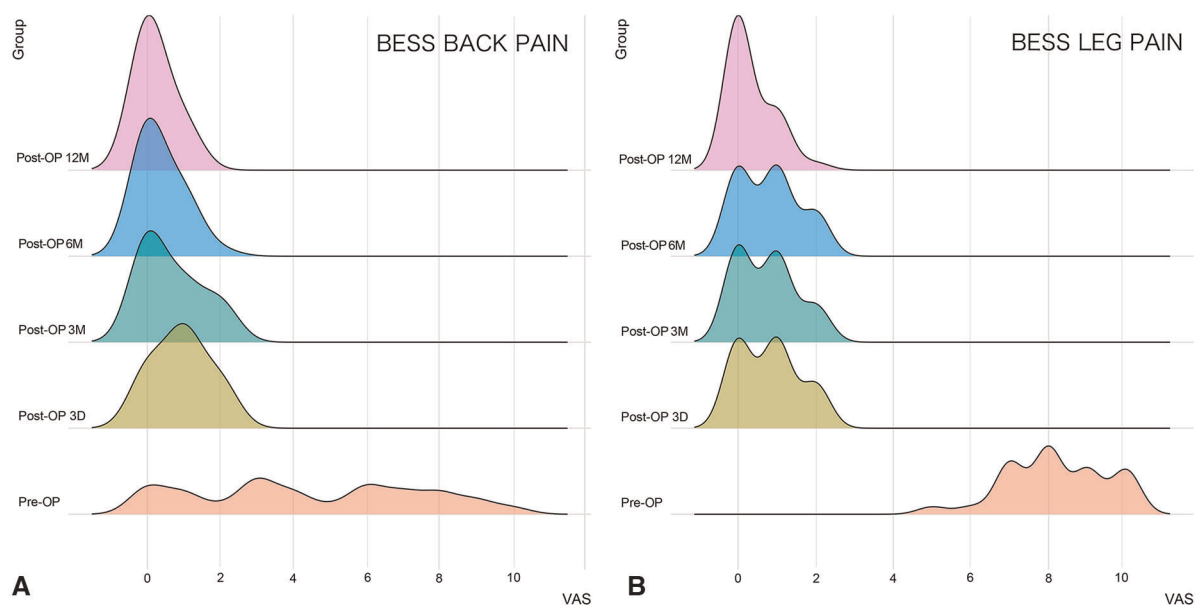 Group
BESS BACK PAIN
Post-OP 12M
Post-OP 6M
Post-OP 3M
Post-OP 3D
Pre-OP
0 2 4 6 8 10
VAS
A
Group
BESS LEG PAIN
Post-OP 12M
Post-OP 6M
Post-OP 3M
Post-OP 3D
Pre-OP
0 2 4 6 8 10
VAS
B